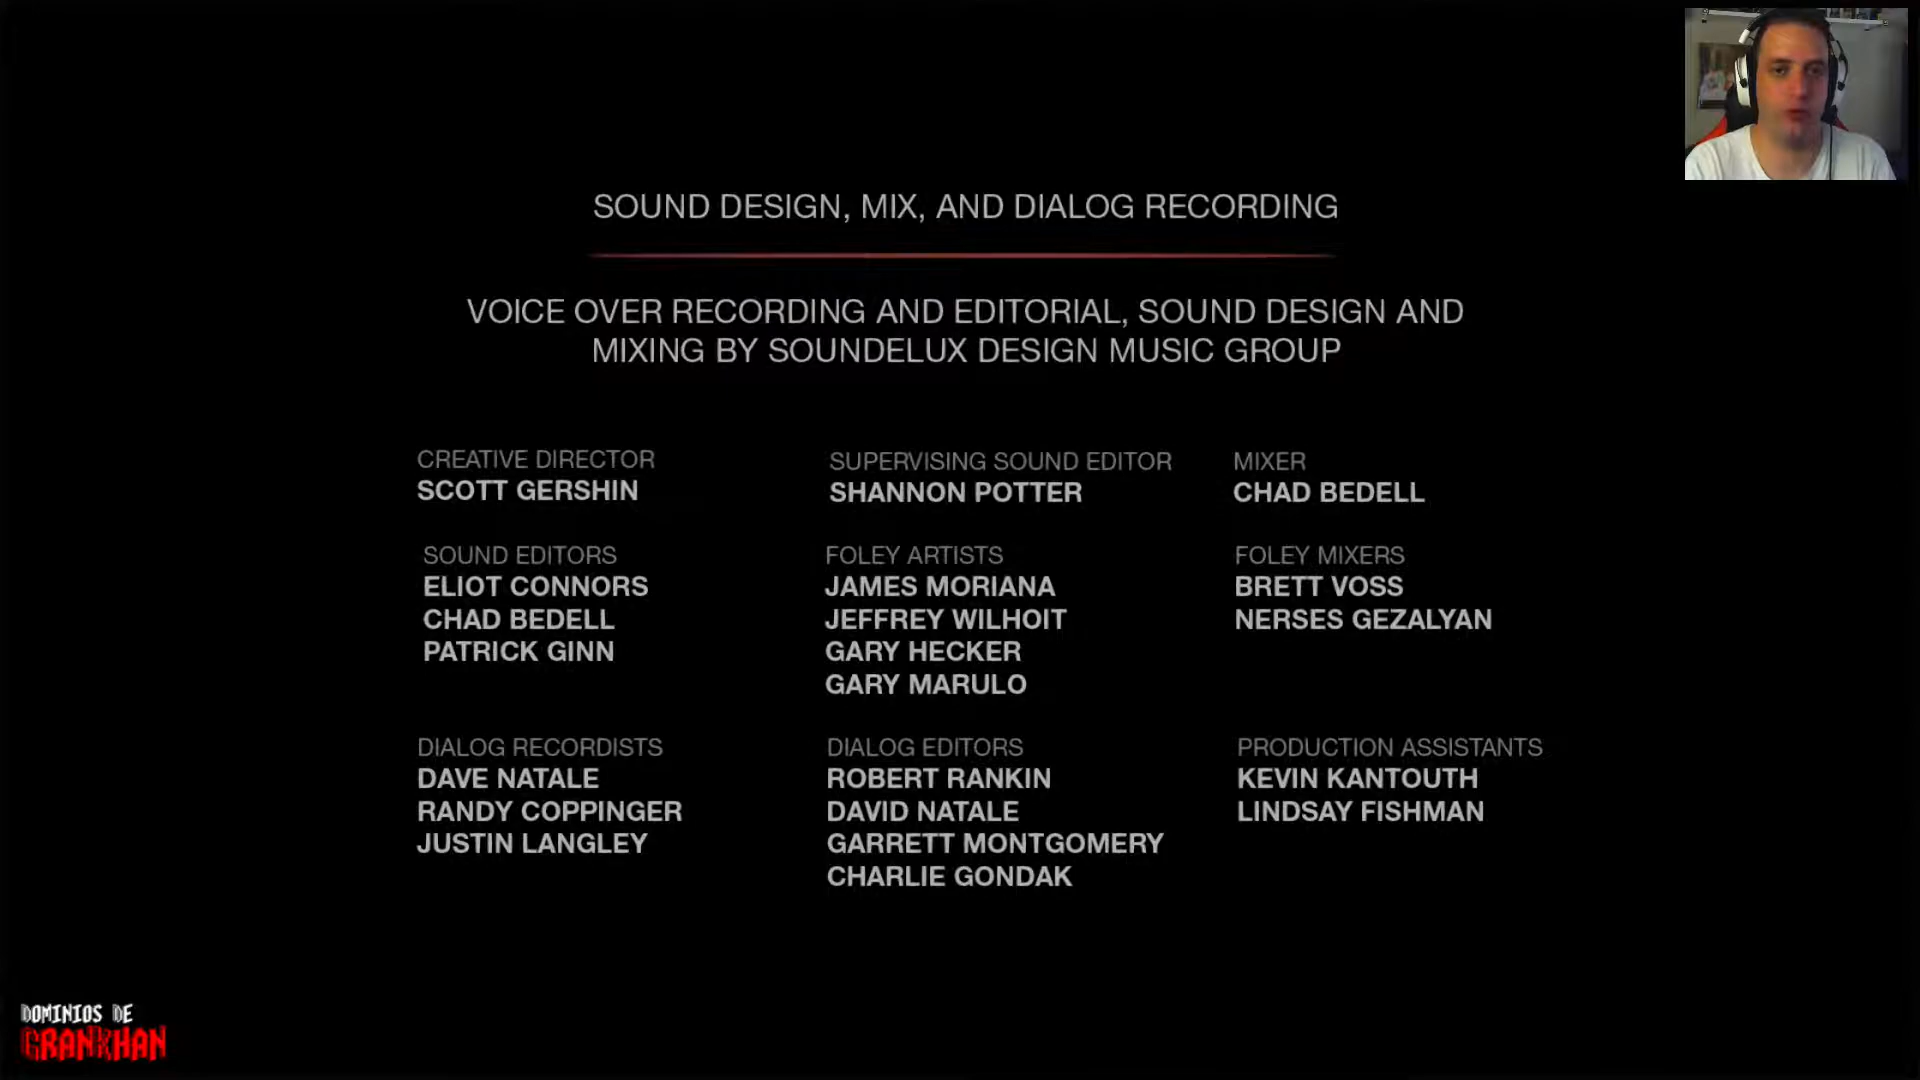 SOUND DESIGN, MIX, AND DIALOG RECORDING
VOICE OVER RECORDING AND EDITORIAL, SOUND DESIGN AND
MIXING BY SOUNDELUX DESIGN MUSIC GROUP
CREATIVE DIRECTOR
SCOTT GERSHIN
SUPERVISING SOUND EDITOR
SHANNON POTTER
MIXER
CHAD BEDELL
SOUND EDITORS
ELIOT CONNORS
CHAD BEDELL
PATRICK GINN
FOLEY ARTISTS
JAMES MORIANA
JEFFREY WILHOIT
GARY HECKER
GARY MARULO
FOLEY MIXERS
BRETT VOSS
NERSES GEZALYAN
DIALOG RECORDISTS
DAVE NATALE
RANDY COPPINGER
JUSTIN LANGLEY
DIALOG EDITORS
ROBERT RANKIN
DAVID NATALE
GARRETT MONTGOMERY
CHARLIE GONDAK
PRODUCTION ASSISTANTS
KEVIN KANTOUTH
LINDSAY FISHMAN
DOMINIOS DE
GRANKHAN